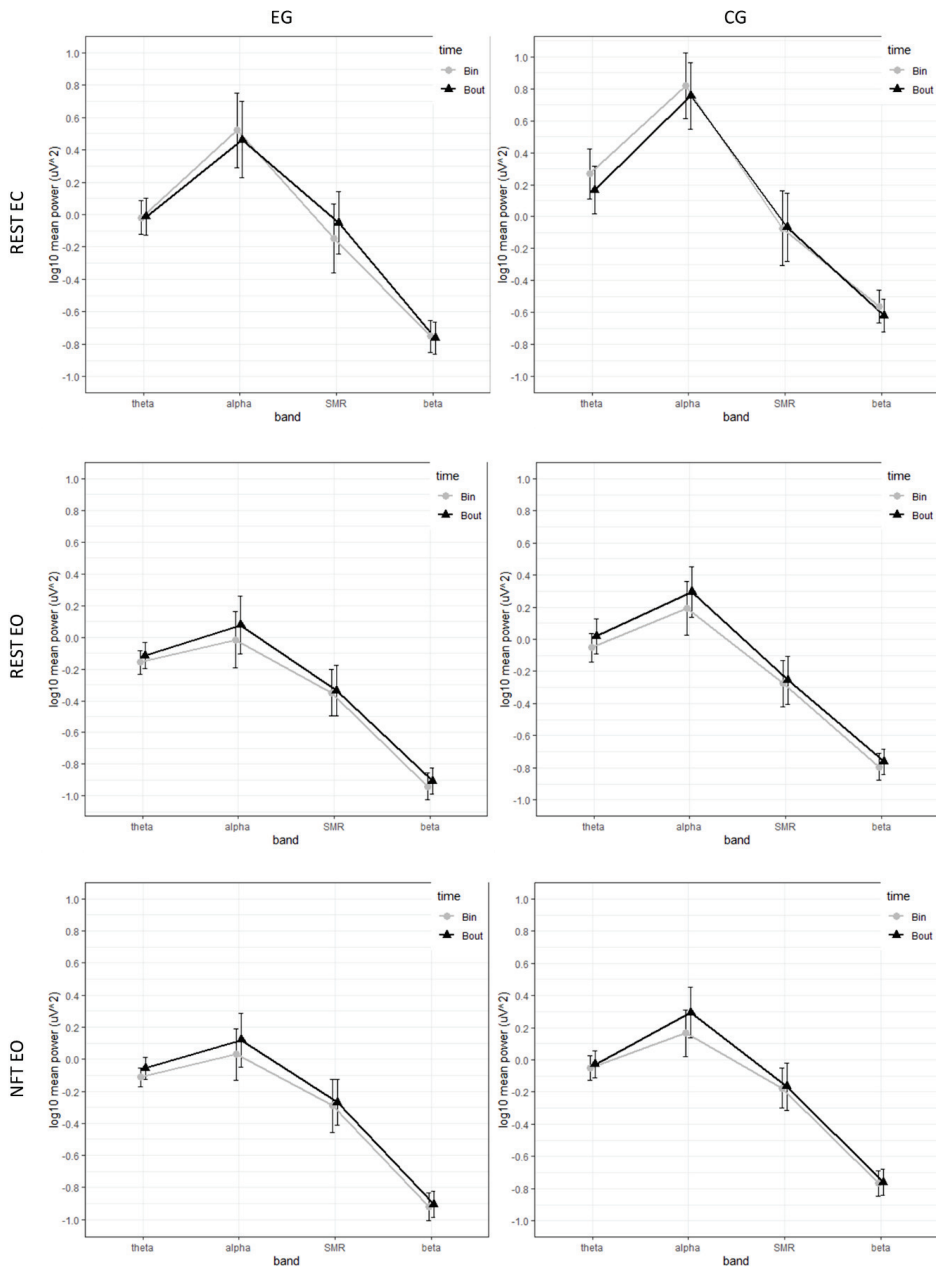 EG
CG
REST EC
log10 mean power (uV^2)
1.0
0.8
0.6
0.4
0.2
0.0
-0.2
-0.4
-0.6
-0.8
-1.0
time
Bin
Bout
theta
alpha
SMR
beta
band
log10 mean power (uV^2)
1.0
0.8
0.6
0.4
0.2
0.0
-0.2
-0.4
-0.6
-0.8
-1.0
time
Bin
Bout
theta
alpha
SMR
beta
band
REST EO
log10 mean power (uV^2)
1.0
0.8
0.6
0.4
0.2
0.0
-0.2
-0.4
-0.6
-0.8
-1.0
time
Bin
Bout
theta
alpha
SMR
beta
band
log10 mean power (uV^2)
1.0
0.8
0.6
0.4
0.2
0.0
-0.2
-0.4
-0.6
-0.8
-1.0
time
Bin
Bout
theta
alpha
SMR
beta
band
NFT EO
log10 mean power (uV^2)
1.0
0.8
0.6
0.4
0.2
0.0
-0.2
-0.4
-0.6
-0.8
-1.0
time
Bin
Bout
theta
alpha
SMR
beta
band
log10 mean power (uV^2)
1.0
0.8
0.6
0.4
0.2
0.0
-0.2
-0.4
-0.6
-0.8
-1.0
time
Bin
Bout
theta
alpha
SMR
beta
band